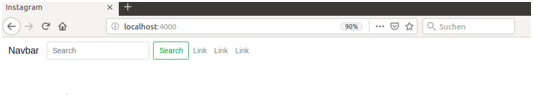 Instagram
localhost:4000 90% Suchen
Navbar Search Search Link Link Link